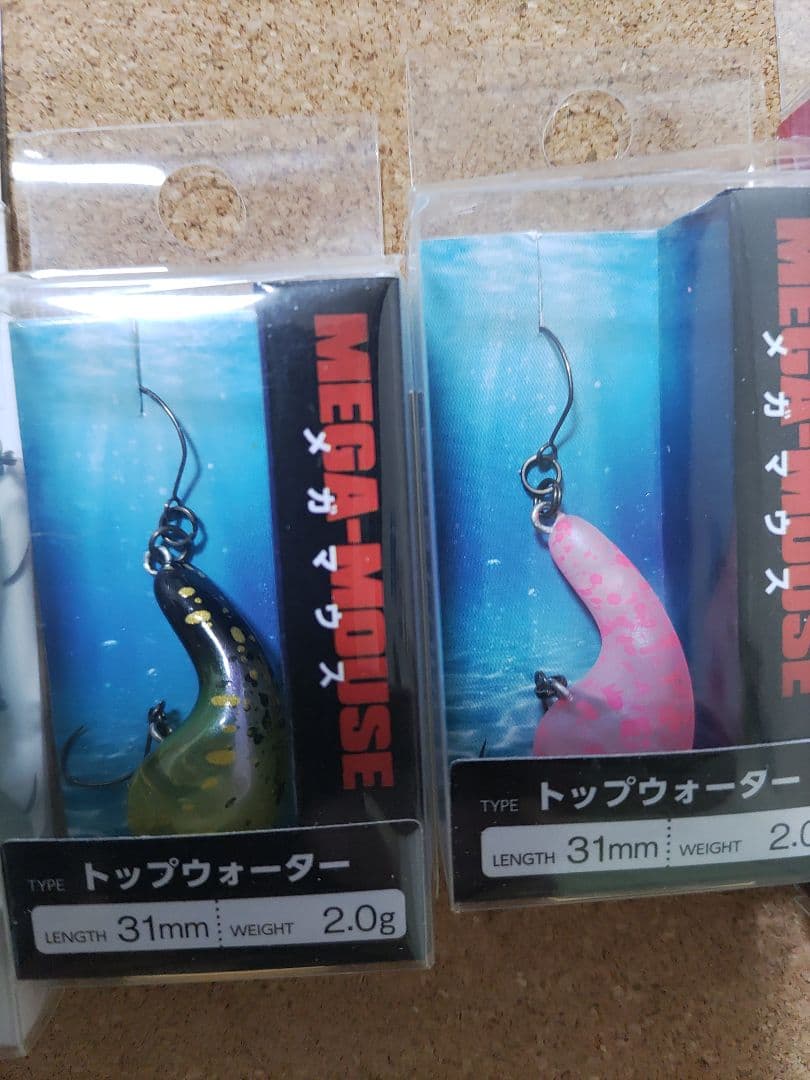 MEGA-MOUSE
メガマウス
TYPE トップウォーター
LENGTH 31mm WEIGHT 2.0g
MEGA-MOUSE
メガマウス
TYPE トップウォーター
LENGTH 31mm WEIGHT 2.0